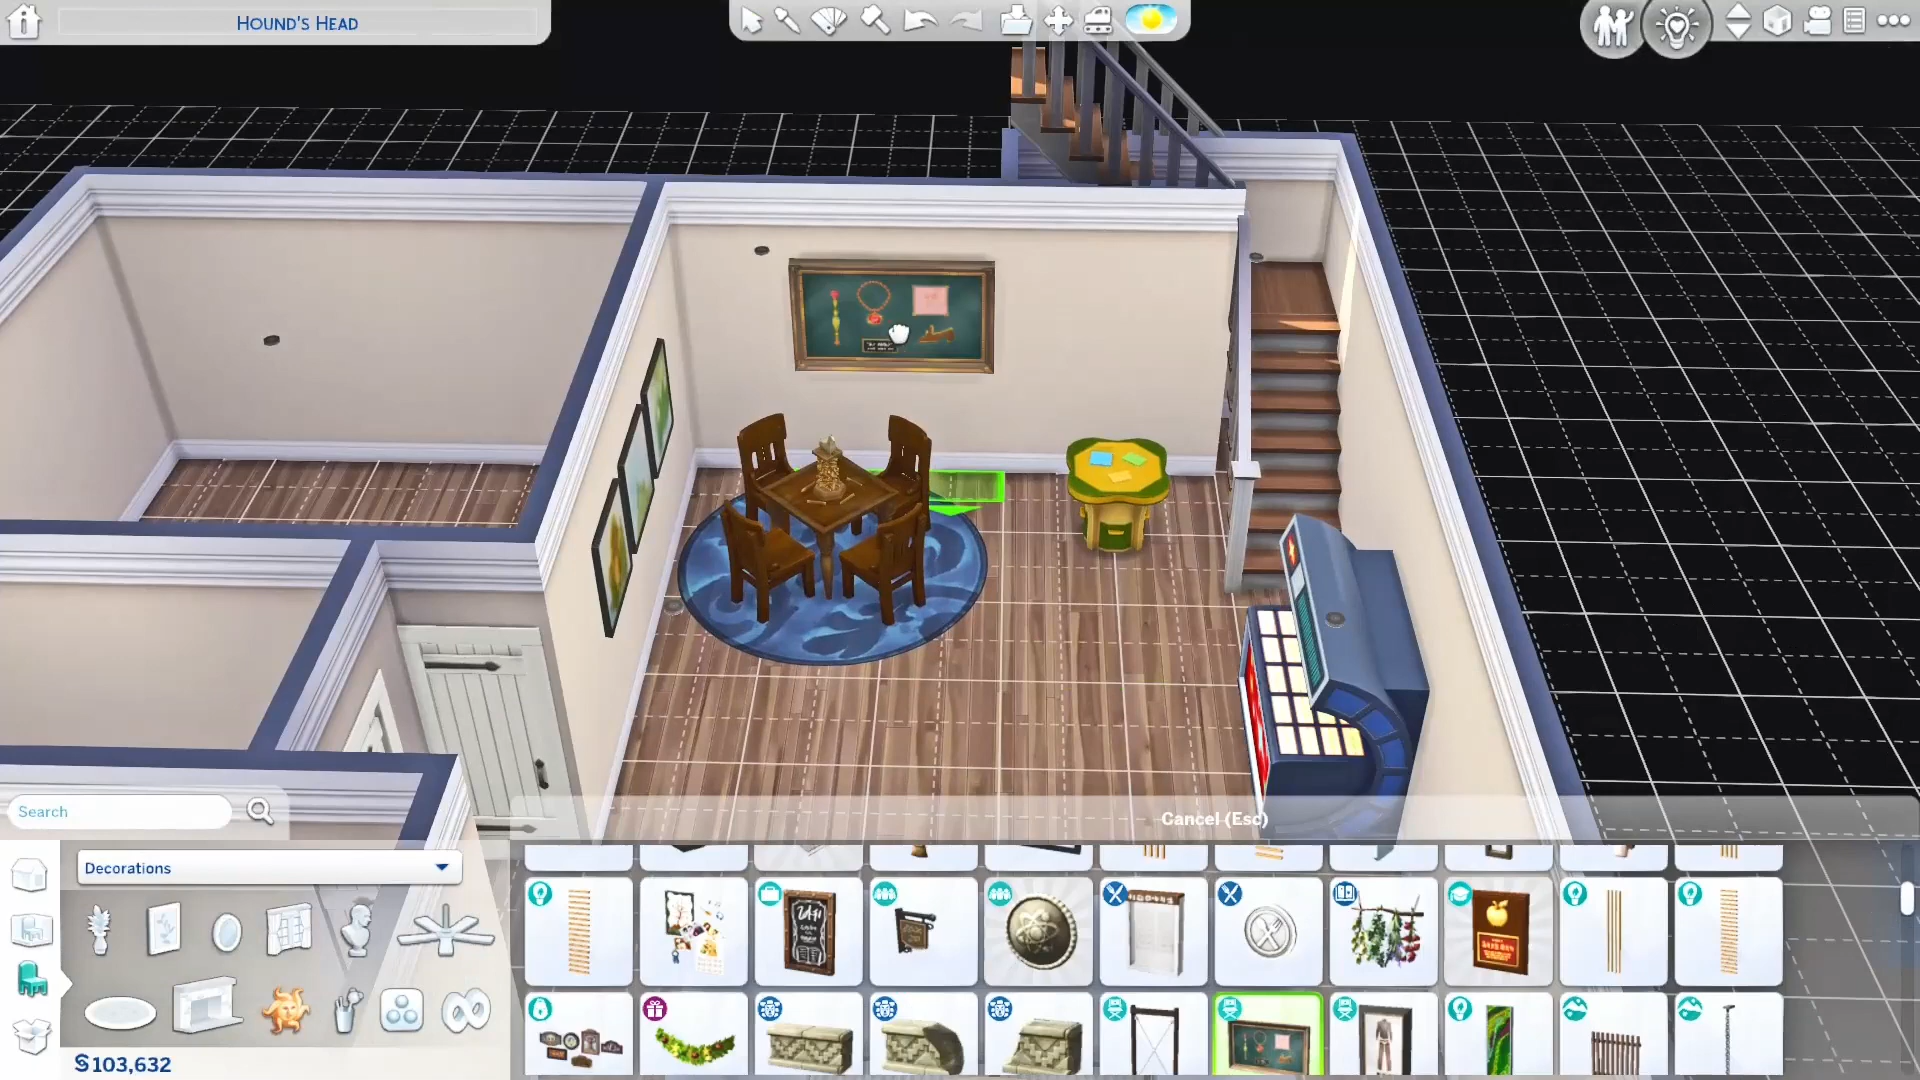 HOUND'S HEAD
Cancel (Esc)
Search
Decorations
§103,632